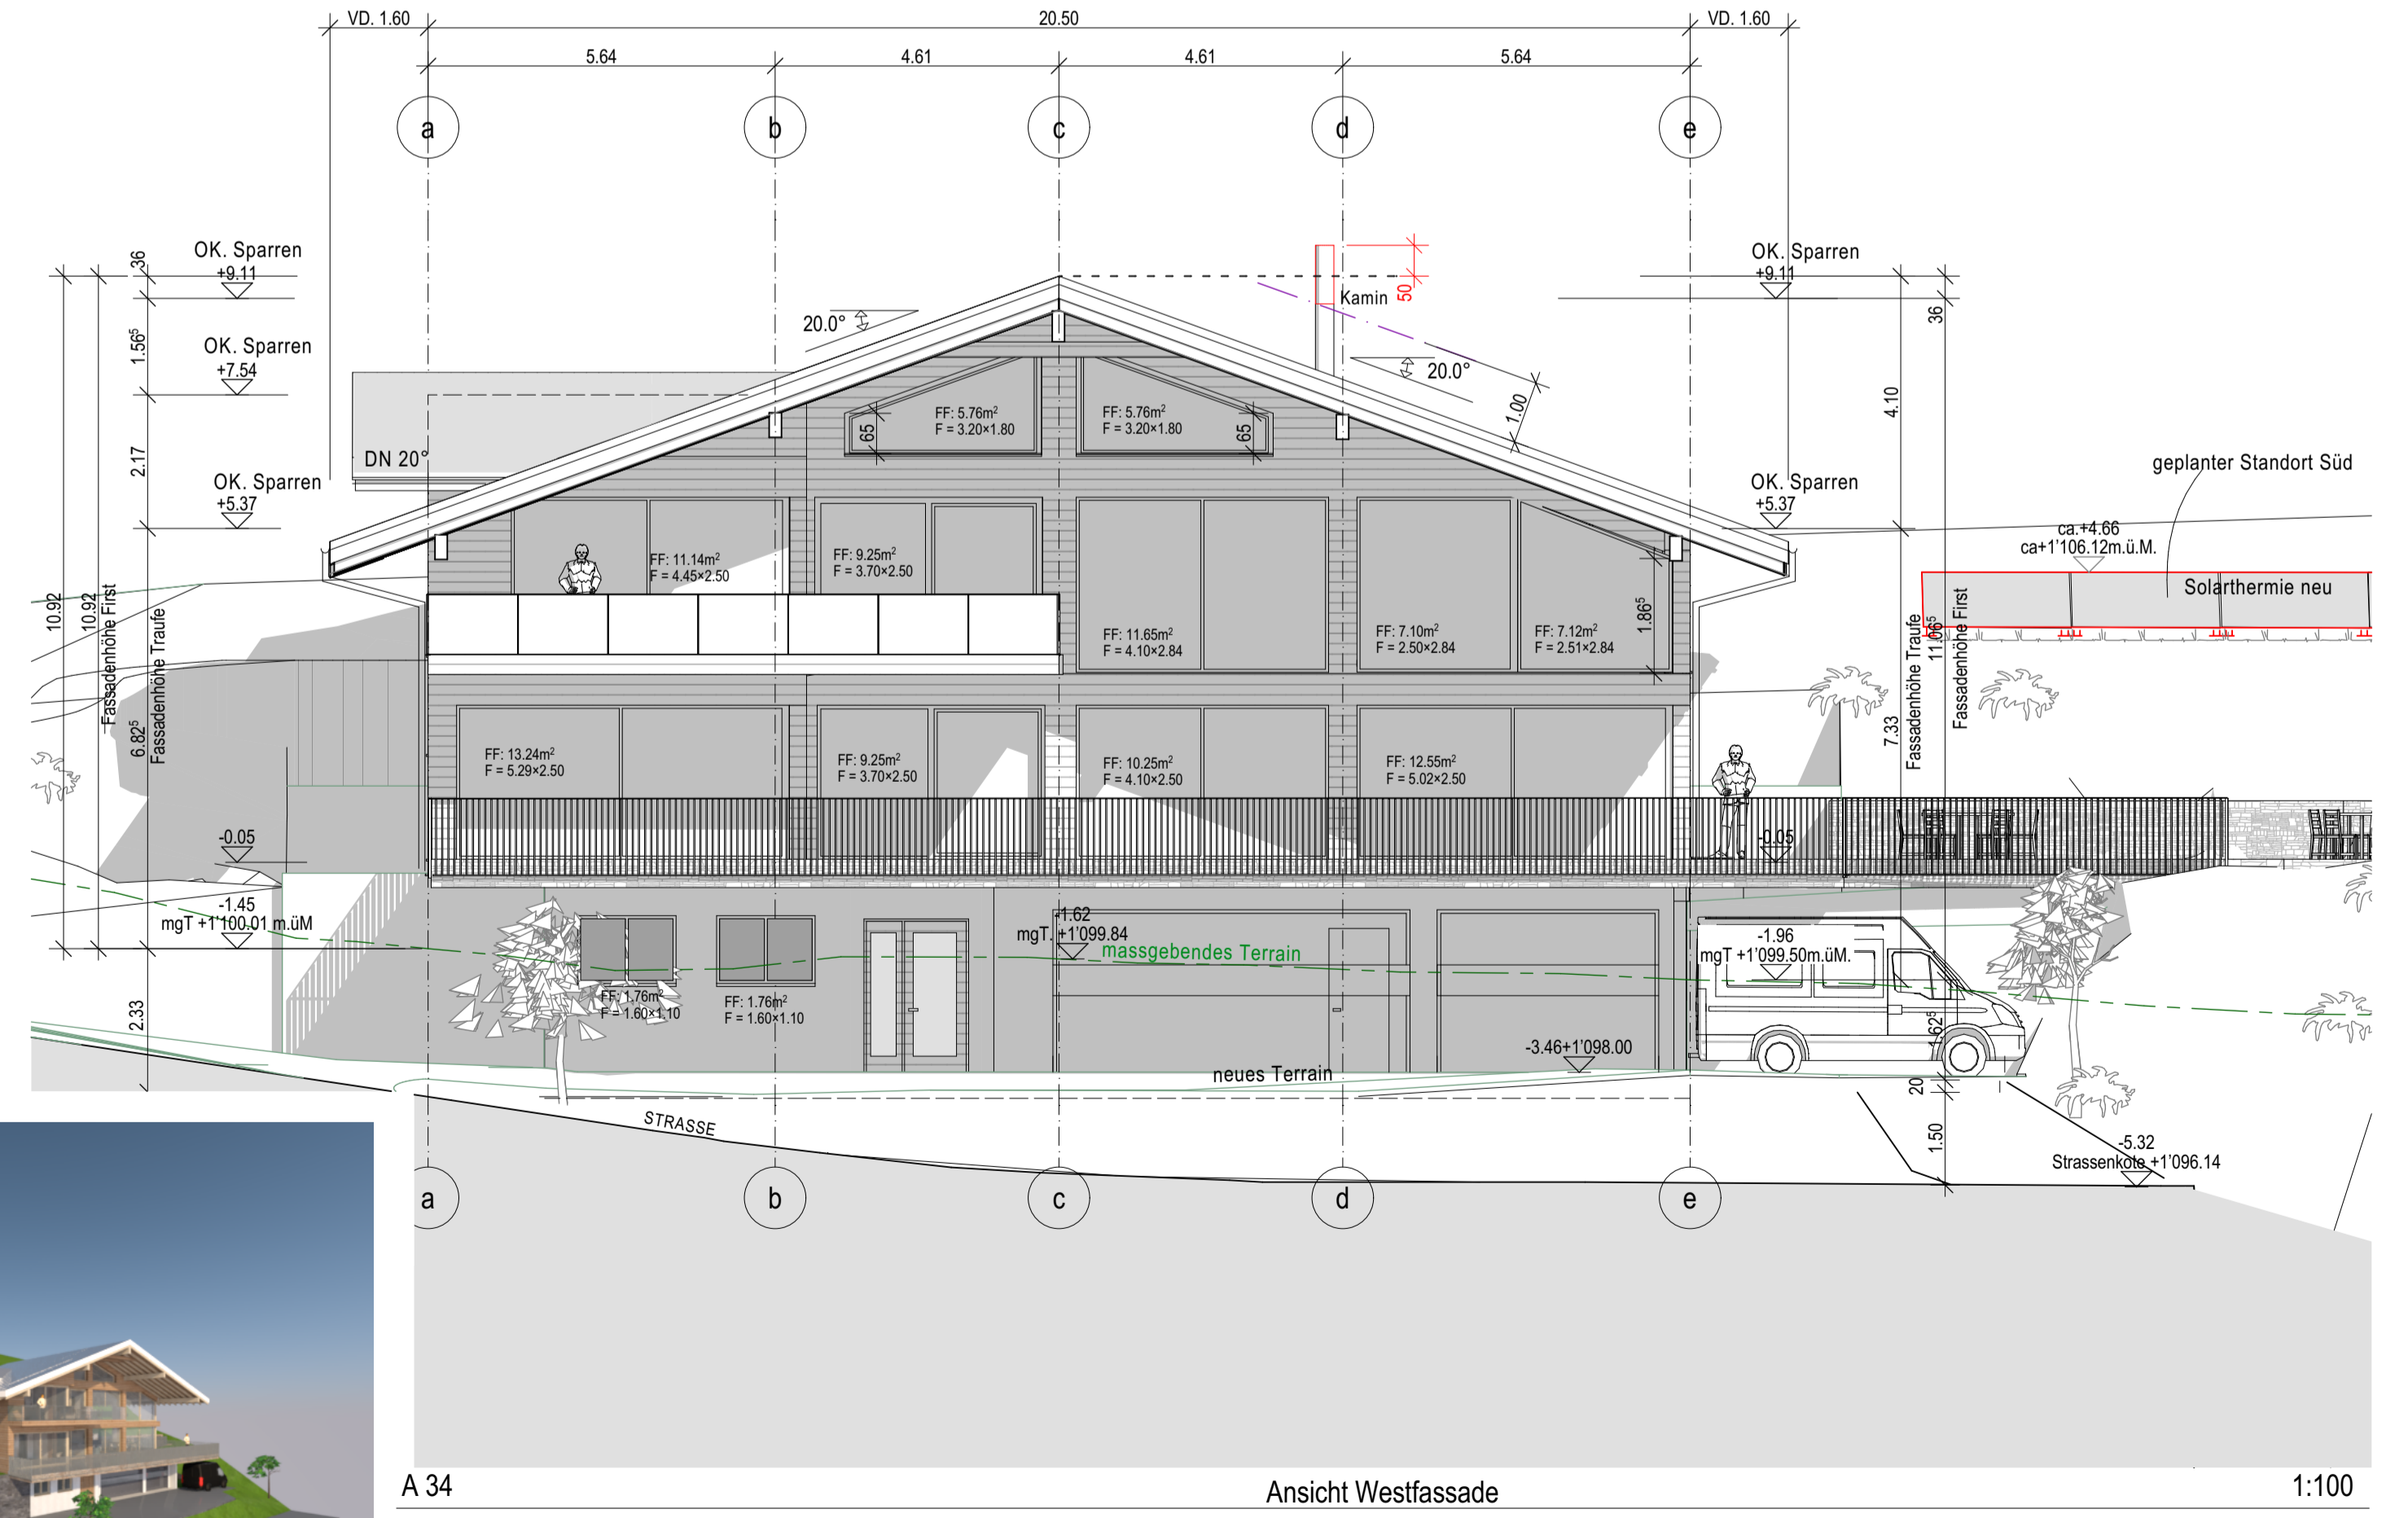 VD. 1.60
20.50
VD. 1.60
5.64
4.61
4.61
5.64
a
b
c
d
e
OK. Sparren
+9.11
OK. Sparren
+7.54
OK. Sparren
+5.37
36
1.56⁵
2.17
10.92
10.92
Fassadenhöhe First
6.82⁵
Fassadenhöhe Traufe
2.33
20.0°
DN 20°
Kamin
50
20.0°
1.00
OK. Sparren
+9.11
OK. Sparren
+5.37
36
4.10
7.33
Fassadenhöhe Traufe
11.06⁵
Fassadenhöhe First
geplanter Standort Süd
ca.+4.66
ca+1'106.12m.ü.M.
Solarthermie neu
FF: 5.76m²
F = 3.20×1.80
65
FF: 5.76m²
F = 3.20×1.80
65
FF: 11.14m²
F = 4.45×2.50
FF: 9.25m²
F = 3.70×2.50
FF: 11.65m²
F = 4.10×2.84
FF: 7.10m²
F = 2.50×2.84
FF: 7.12m²
F = 2.51×2.84
1.86⁵
FF: 13.24m²
F = 5.29×2.50
FF: 9.25m²
F = 3.70×2.50
FF: 10.25m²
F = 4.10×2.50
FF: 12.55m²
F = 5.02×2.50
-0.05
-0.05
-1.45
mgT +1'100.01 m.üM
-1.62
mgT. +1'099.84
massgebendes Terrain
-1.96
mgT +1'099.50m.üM.
FF: 1.76m²
F = 1.60×1.10
FF: 1.76m²
F = 1.60×1.10
1.62⁵
-3.46+1'098.00
neues Terrain
20
1.50
STRASSE
-5.32
Strassenkote +1'096.14
a
b
c
d
e
A 34
Ansicht Westfassade
1:100